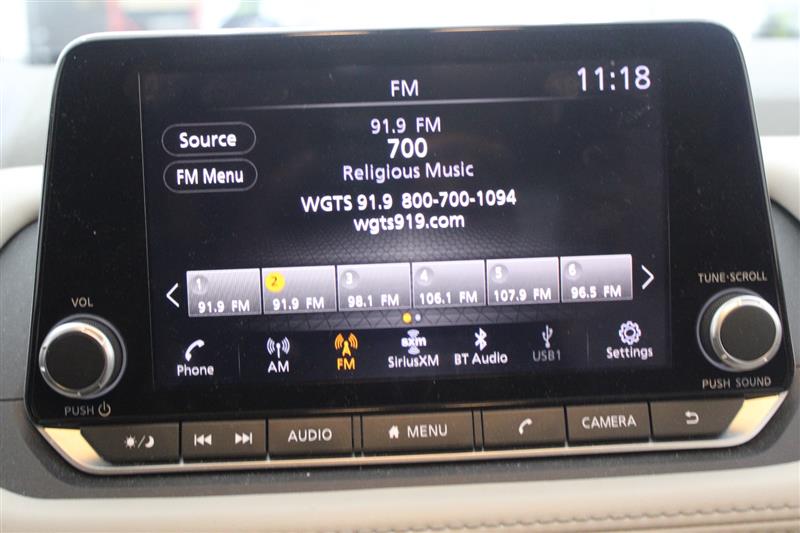 FM
11:18
Source
FM Menu
91.9 FM
700
Religious Music
WGTS 91.9 800-700-1094
wgts919.com
1
91.9 FM
2
91.9 FM
3
98.1 FM
4
106.1 FM
5
107.9 FM
6
96.5 FM
Phone
AM
FM
sxm
SiriusXM
BT Audio
USB1
Settings
VOL
PUSH
TUNE·SCROLL
PUSH SOUND
AUDIO
MENU
CAMERA